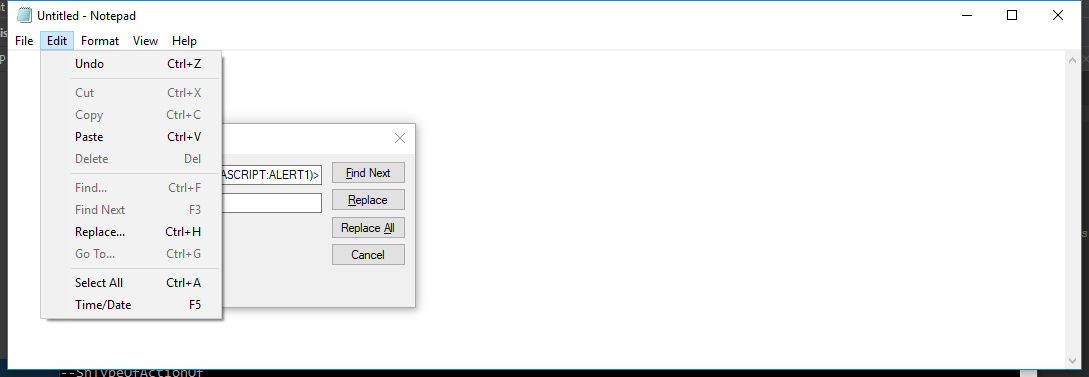 Untitled - Notepad
File Edit Format View Help
Undo Ctrl+Z
Cut Ctrl+X
Copy Ctrl+C
Paste Ctrl+V
Delete Del
Find... Ctrl+F
Find Next F3
Replace... Ctrl+H
Go To... Ctrl+G
Select All Ctrl+A
Time/Date F5
ASCRIPT:ALERT1)>
Find Next
Replace
Replace All
Cancel